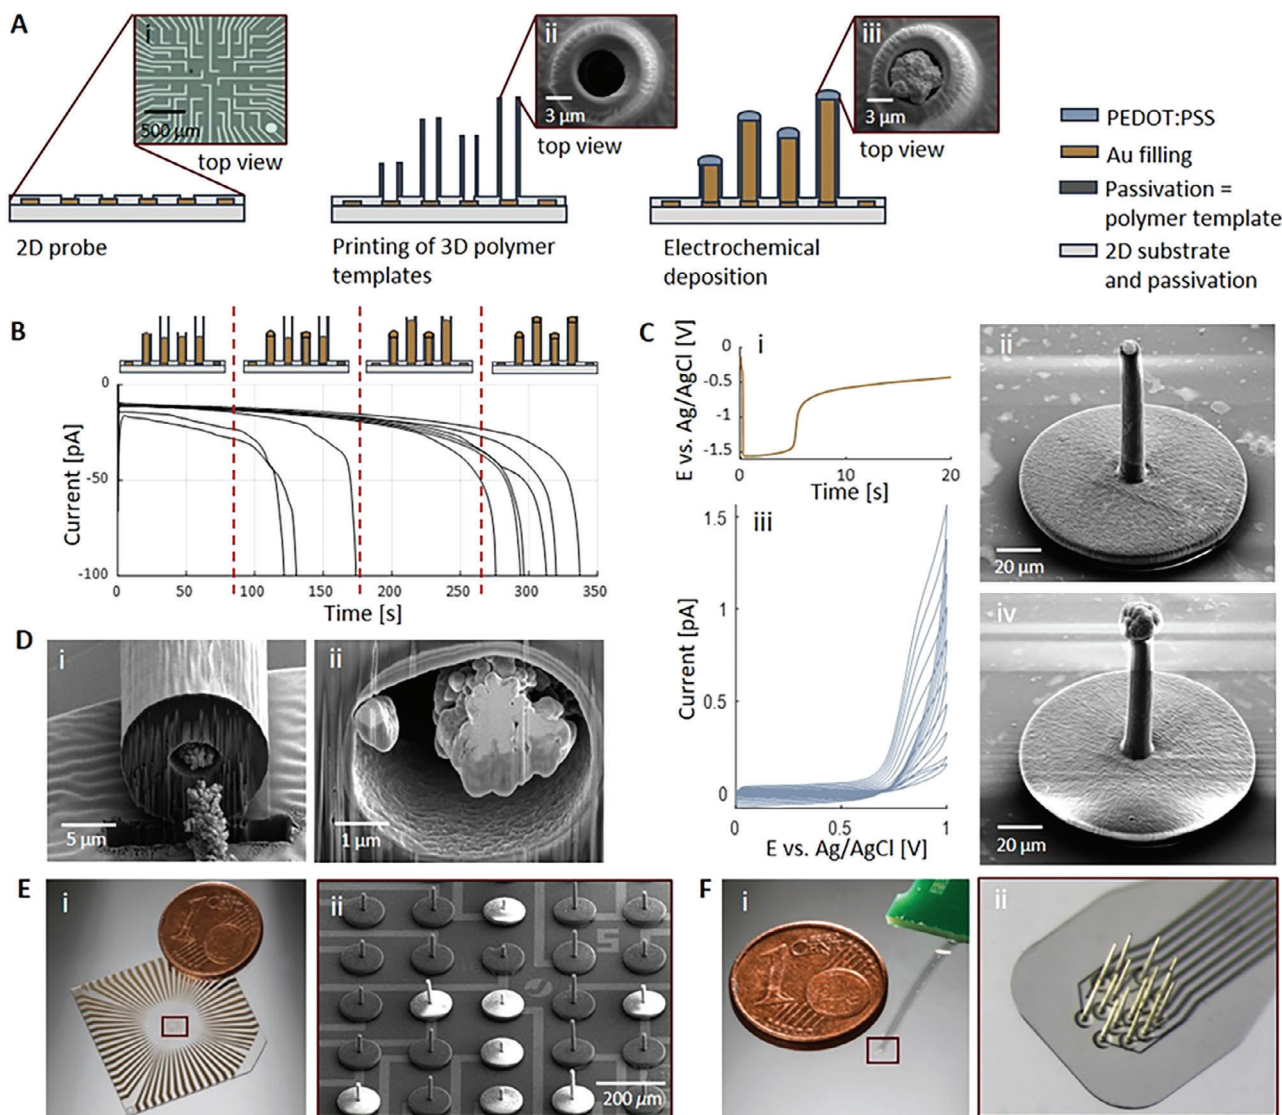 A
i
500 µm
top view
2D probe
ii
3 µm
top view
Printing of 3D polymer
templates
iii
3 µm
top view
Electrochemical
deposition
PEDOT:PSS
Au filling
Passivation =
polymer template
2D substrate
and passivation
B
Current [pA]
0
-50
-100
0
50
100
150
200
250
300
350
Time [s]
C
i
E vs. Ag/AgCl [V]
0
-0.5
-1
-1.5
0
10
20
Time [s]
ii
20 µm
iii
Current [pA]
1.5
1
0.5
0
0
0.5
1
E vs. Ag/AgCl [V]
iv
20 µm
D
i
5 µm
ii
1 µm
E
i
1
ii
5
200 µm
F
i
1
CENT
ii